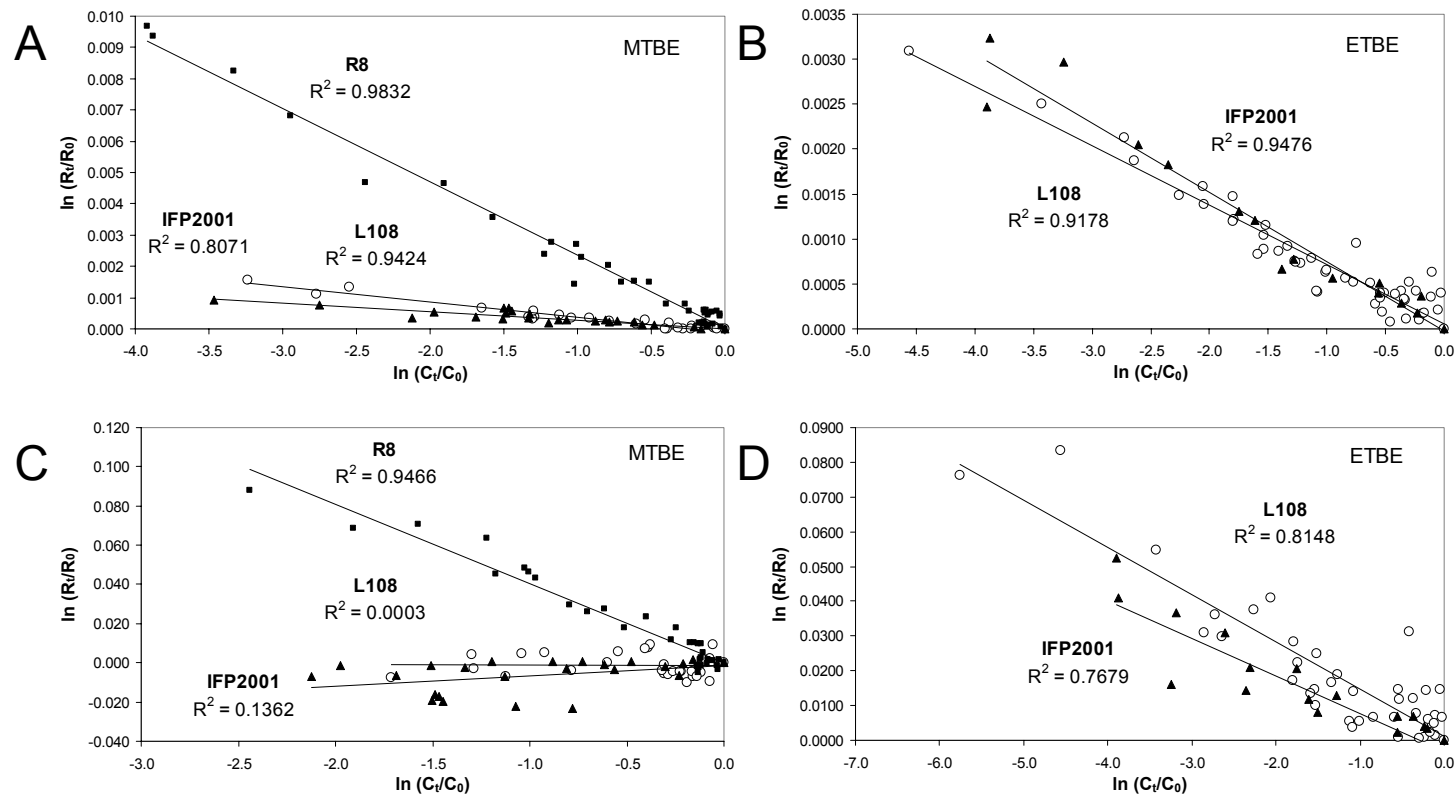 A
MTBE
R8
R² = 0.9832
IFP2001
R² = 0.8071
L108
R² = 0.9424
ln (Rt/R0)
0.010
0.009
0.008
0.007
0.006
0.005
0.004
0.003
0.002
0.001
0.000
-4.0 -3.5 -3.0 -2.5 -2.0 -1.5 -1.0 -0.5 0.0
ln (Ct/C0)
B
ETBE
IFP2001
R² = 0.9476
L108
R² = 0.9178
ln (Rt/R0)
0.0035
0.0030
0.0025
0.0020
0.0015
0.0010
0.0005
0.0000
-5.0 -4.5 -4.0 -3.5 -3.0 -2.5 -2.0 -1.5 -1.0 -0.5 0.0
ln (Ct/C0)
C
MTBE
R8
R² = 0.9466
L108
R² = 0.0003
IFP2001
R² = 0.1362
ln (Rt/R0)
0.120
0.100
0.080
0.060
0.040
0.020
0.000
-0.020
-0.040
-3.0 -2.5 -2.0 -1.5 -1.0 -0.5 0.0
ln (Ct/C0)
D
ETBE
L108
R² = 0.8148
IFP2001
R² = 0.7679
ln (Rt/R0)
0.0900
0.0800
0.0700
0.0600
0.0500
0.0400
0.0300
0.0200
0.0100
0.0000
-7.0 -6.0 -5.0 -4.0 -3.0 -2.0 -1.0 0.0
ln (Ct/C0)